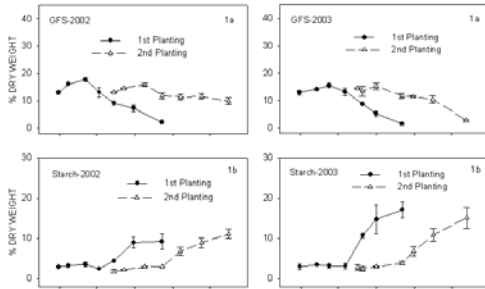 GFS-2002 1a
1st Planting
2nd Planting
% DRY WEIGHT
40
30
20
10
0
GFS-2003 1a
1st Planting
2nd Planting
40
30
20
10
0
Starch-2002 1b
1st Planting
2nd Planting
% DRY WEIGHT
30
20
10
0
Starch-2003 1b
1st Planting
2nd Planting
30
20
10
0